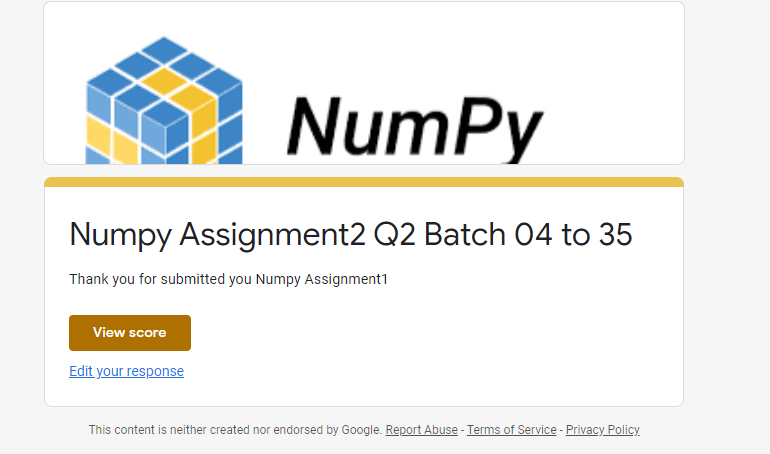 NumPy
Numpy Assignment2 Q2 Batch 04 to 35
Thank you for submitted you Numpy Assignment1
View score
Edit your response
This content is neither created nor endorsed by Google. Report Abuse - Terms of Service - Privacy Policy